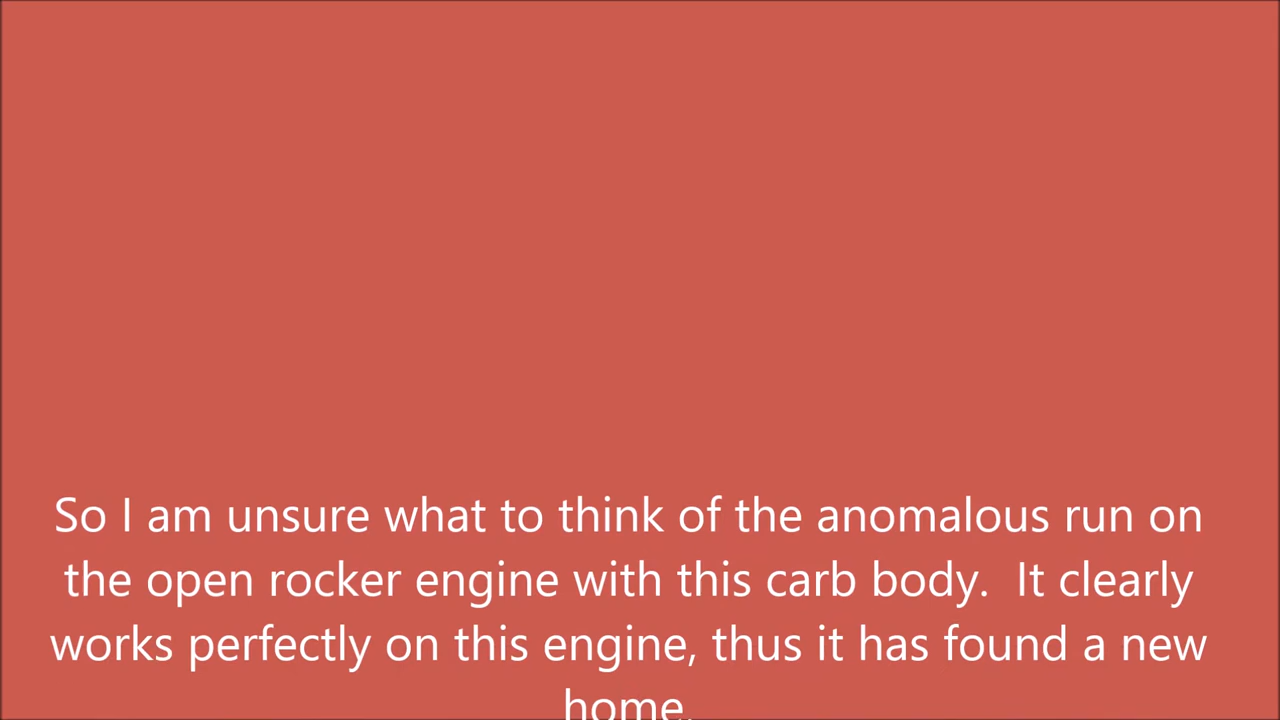 So I am unsure what to think of the anomalous run on
the open rocker engine with this carb body.  It clearly
works perfectly on this engine, thus it has found a new
home.